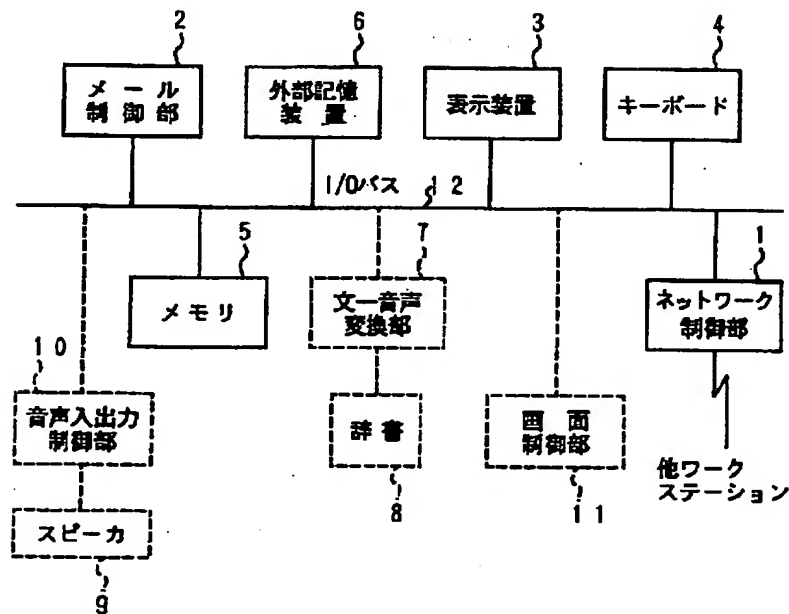 2
6
3
4
メール
制御部
外部記憶
装置
表示装置
キーボード
I/Oバス
12
5
7
1
メモリ
文一音声
変換部
ネットワーク
制御部
10
音声入出力
制御部
辞書
画面
制御部
他ワーク
ステーション
8
11
スピーカ
9